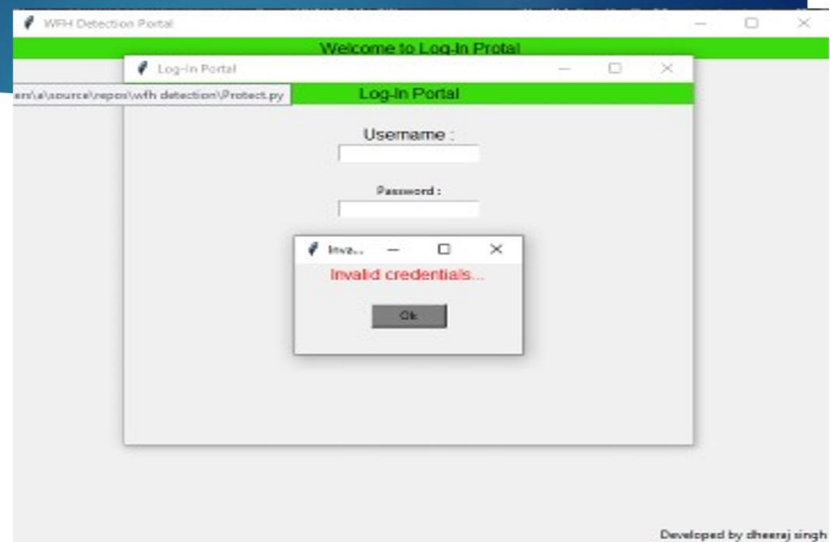 WFH Detection Portal
Welcome to Log-In Protal
Log-In Portal
ers\a\source\repos\wfh detection\Protect.py
Log-In Portal
Username :
Password :
Inva...
Invalid credentials...
Ok
Developed by dheeraj singh